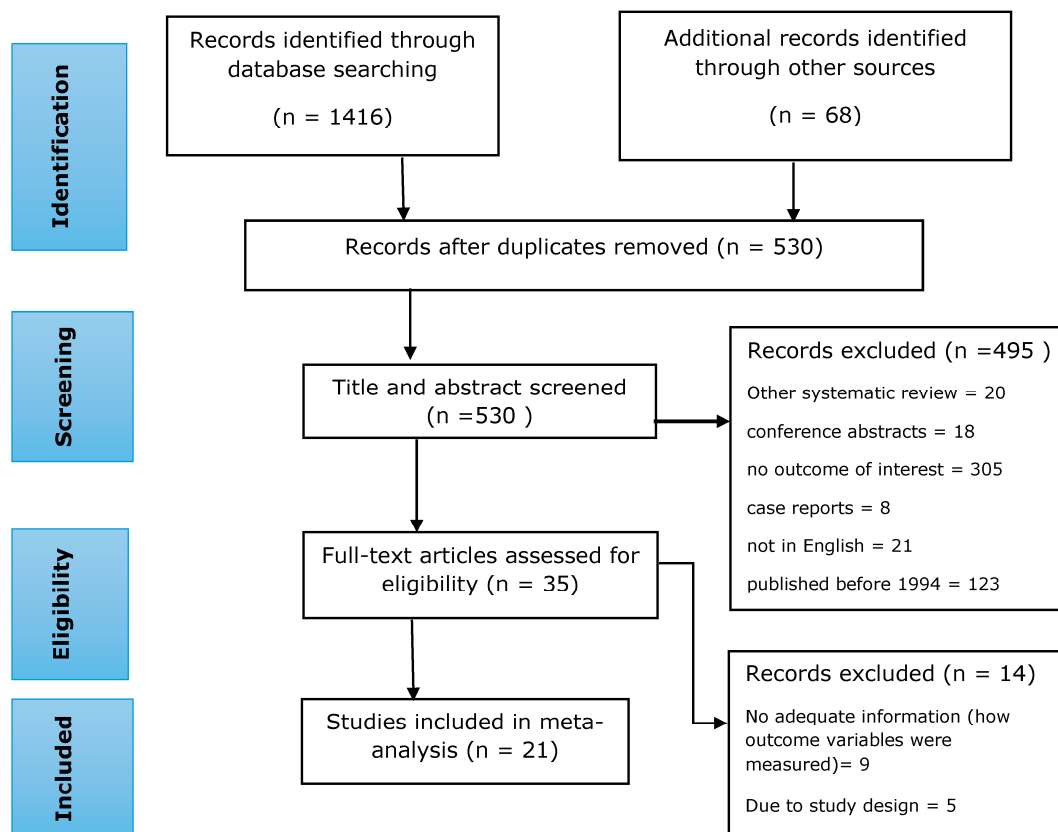 Identification
Records identified through
database searching
(n = 1416)
Additional records identified
through other sources
(n = 68)
Records after duplicates removed (n = 530)
Screening
Title and abstract screened
(n =530 )
Records excluded (n =495 )
Other systematic review = 20
conference abstracts = 18
no outcome of interest = 305
case reports = 8
not in English = 21
published before 1994 = 123
Eligibility
Full-text articles assessed for
eligibility (n = 35)
Records excluded (n = 14)
No adequate information (how
outcome variables were
measured)= 9
Due to study design = 5
Included
Studies included in meta-
analysis (n = 21)